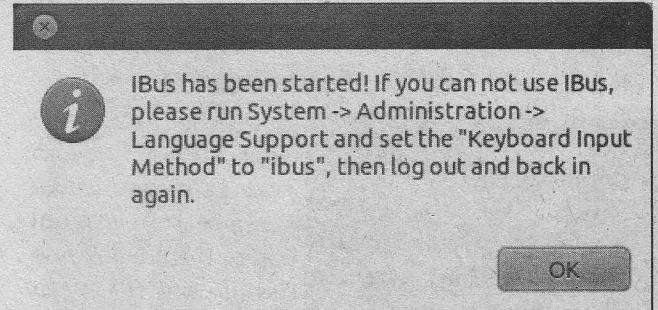 IBus has been started! If you can not use IBus,
please run System -> Administration ->
Language Support and set the "Keyboard Input
Method" to "ibus", then log out and back in
again.
OK